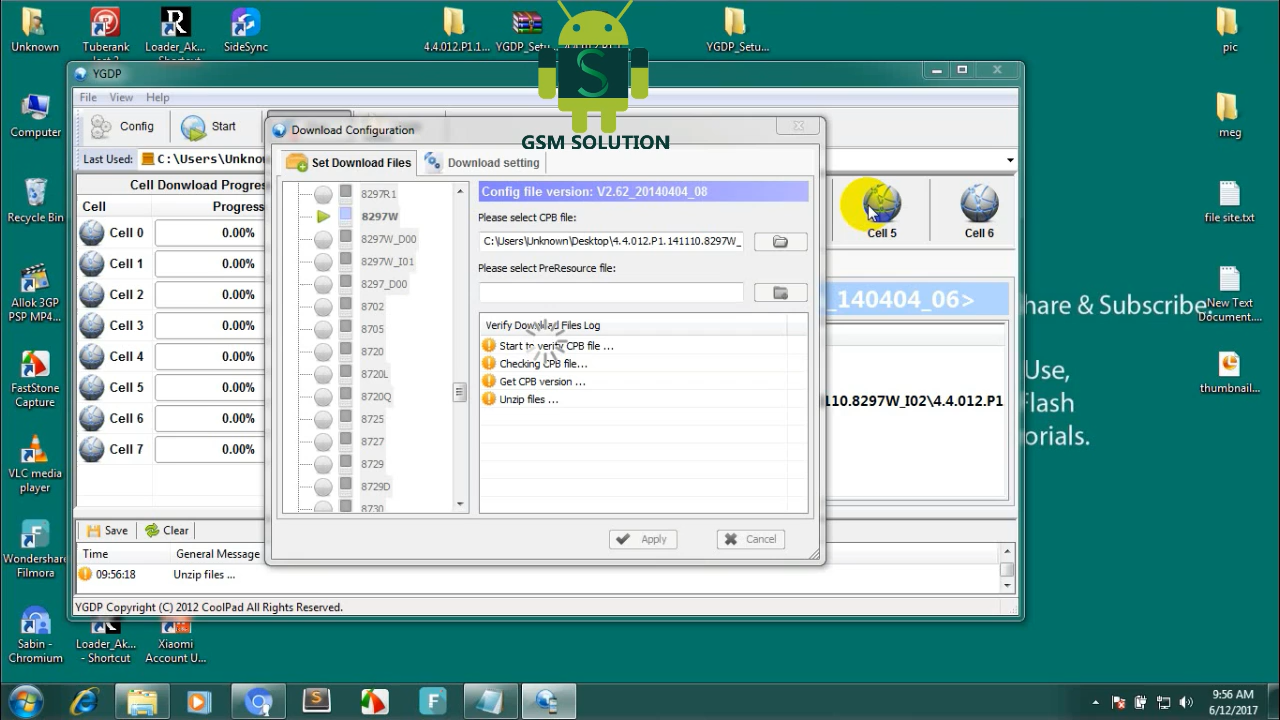 Unknown
Tuberank
Loader_Ak...
SideSync
4.4.012.P1.1...
YGDP_Setu...
YGDP_Setu...
pic
YGDP
File View Help
Config
Start
Last Used: C:\Users\Unkno
Cell Donwload Progres
Cell Progres
Cell 0 0.00%
Cell 1 0.00%
Cell 2 0.00%
Cell 3 0.00%
Cell 4 0.00%
Cell 5 0.00%
Cell 6 0.00%
Cell 7 0.00%
Save Clear
Time General Message
09:56:18 Unzip files ...
YGDP Copyright (C) 2012 CoolPad All Rights Reserved.
S
GSM SOLUTION
Download Configuration
Set Download Files
Download setting
8297R1
8297W
8297W_D00
8297W_I01
8297_D00
8702
8705
8720
8720L
8720Q
8725
8727
8729
8729D
8730
Config file version: V2.62_20140404_08
Please select CPB file:
C:\Users\Unknown\Desktop\4.4.012.P1.141110.8297W_
Please select PreResource file:
Verify Download Files Log
Start to verify CPB file ...
Checking CPB file...
Get CPB version ...
Unzip files ...
Apply
Cancel
Cell 5
Cell 6
_140404_06>
110.8297W_I02\4.4.012.P1
hare & Subscribe.
Use,
Flash
orials.
Computer
Recycle Bin
Allok 3GP
PSP MP4...
FastStone
Capture
VLC media
player
Wondershare
Filmora
Sabin -
Chromium
Loader_Ak...
- Shortcut
Xiaomi
Account U...
meg
file site.txt
New Text
Document....
thumbnail...
9:56 AM
6/12/2017